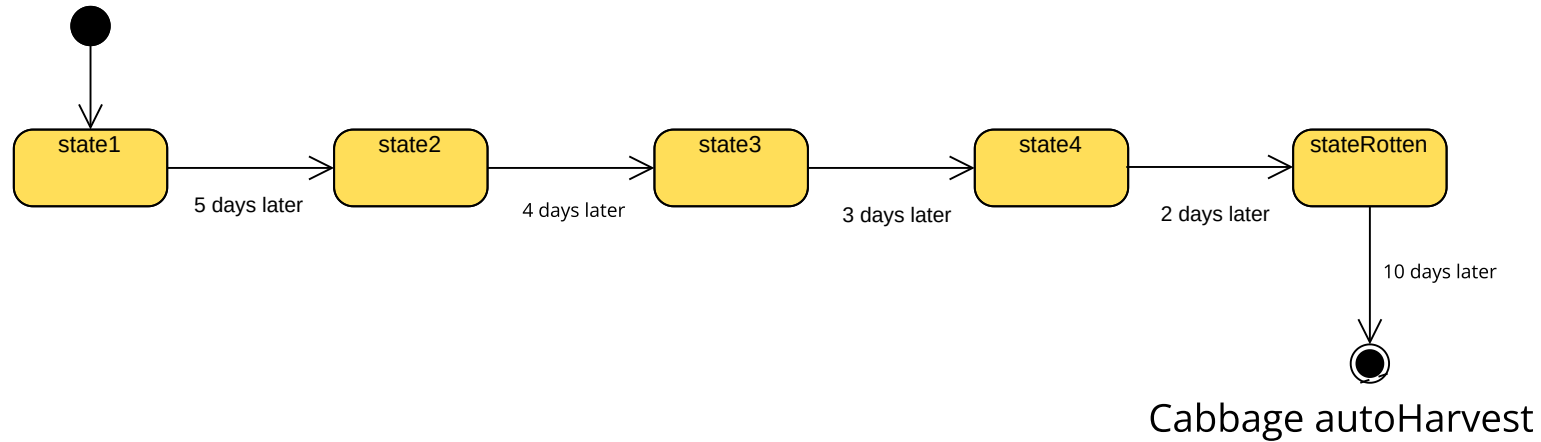 state1
state2
state3
state4
stateRotten
5 days later
4 days later
3 days later
2 days later
10 days later
Cabbage autoHarvest